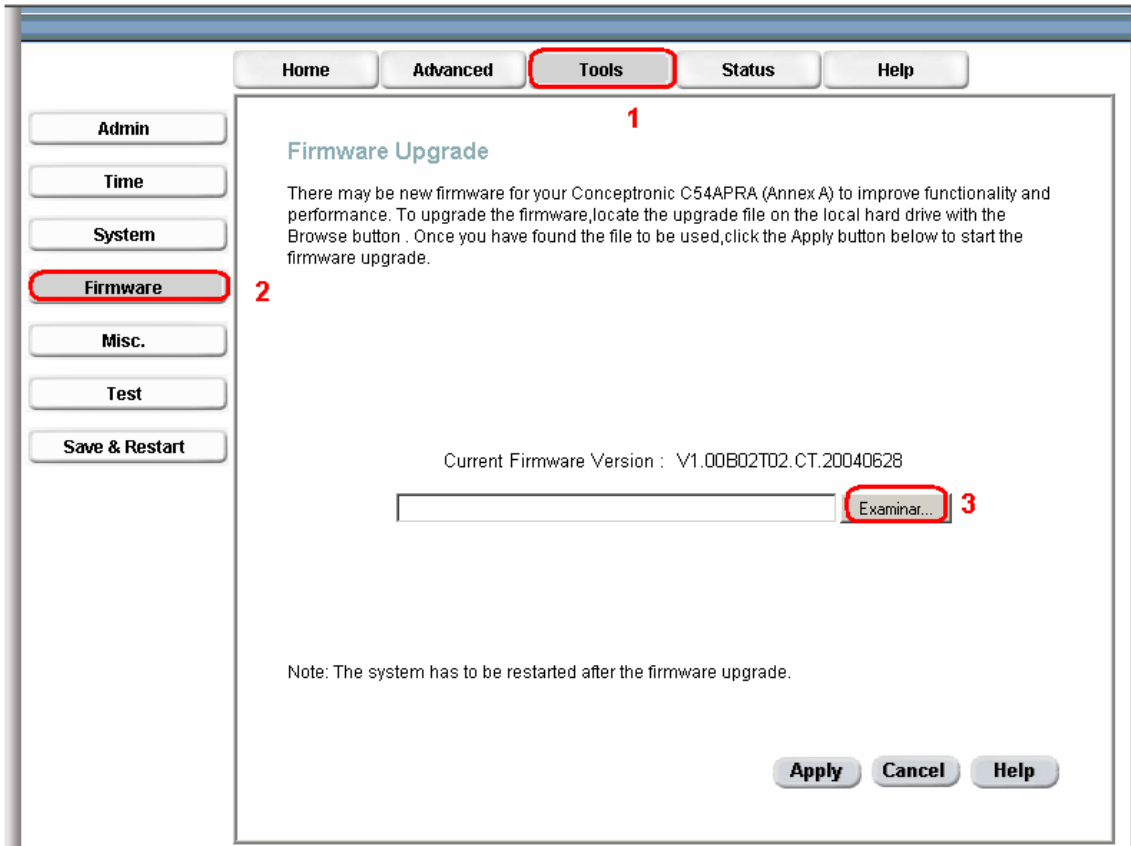 Home Advanced Tools Status Help
1
Admin
Time
System
Firmware
2
Misc.
Test
Save & Restart
Firmware Upgrade
There may be new firmware for your Conceptronic C54APRA (Annex A) to improve functionality and
performance. To upgrade the firmware,locate the upgrade file on the local hard drive with the
Browse button . Once you have found the file to be used,click the Apply button below to start the
firmware upgrade.
Current Firmware Version : V1.00B02T02.CT.20040628
Examinar... 3
Note: The system has to be restarted after the firmware upgrade.
Apply Cancel Help